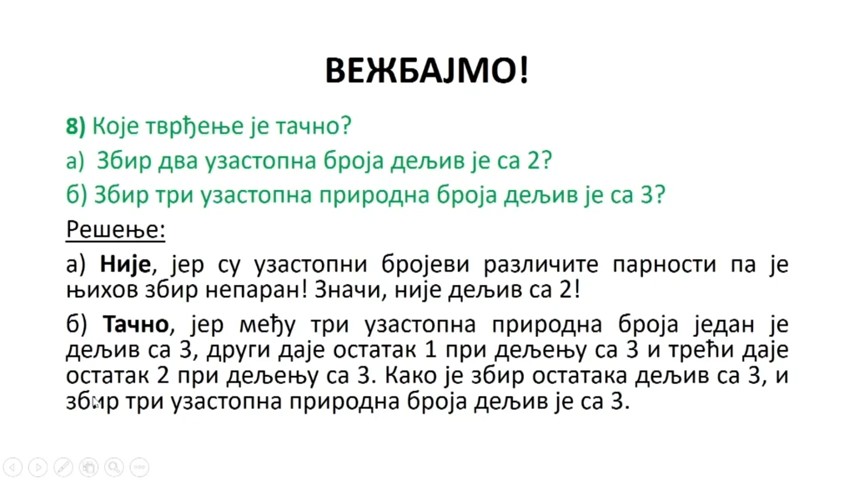 ВЕЖБАЈМО!
8) Које тврђење је тачно?
а) Збир два узастопна броја дељив је са 2?
б) Збир три узастопна природна броја дељив је са 3?
Решење:
а) Није, јер су узастопни бројеви различите парности па је
њихов збир непаран! Значи, није дељив са 2!
б) Тачно, јер међу три узастопна природна броја један је
дељив са 3, други даје остатак 1 при дељењу са 3 и трећи даје
остатак 2 при дељењу са 3. Како је збир остатака дељив са 3, и
збир три узастопна природна броја дељив је са 3.